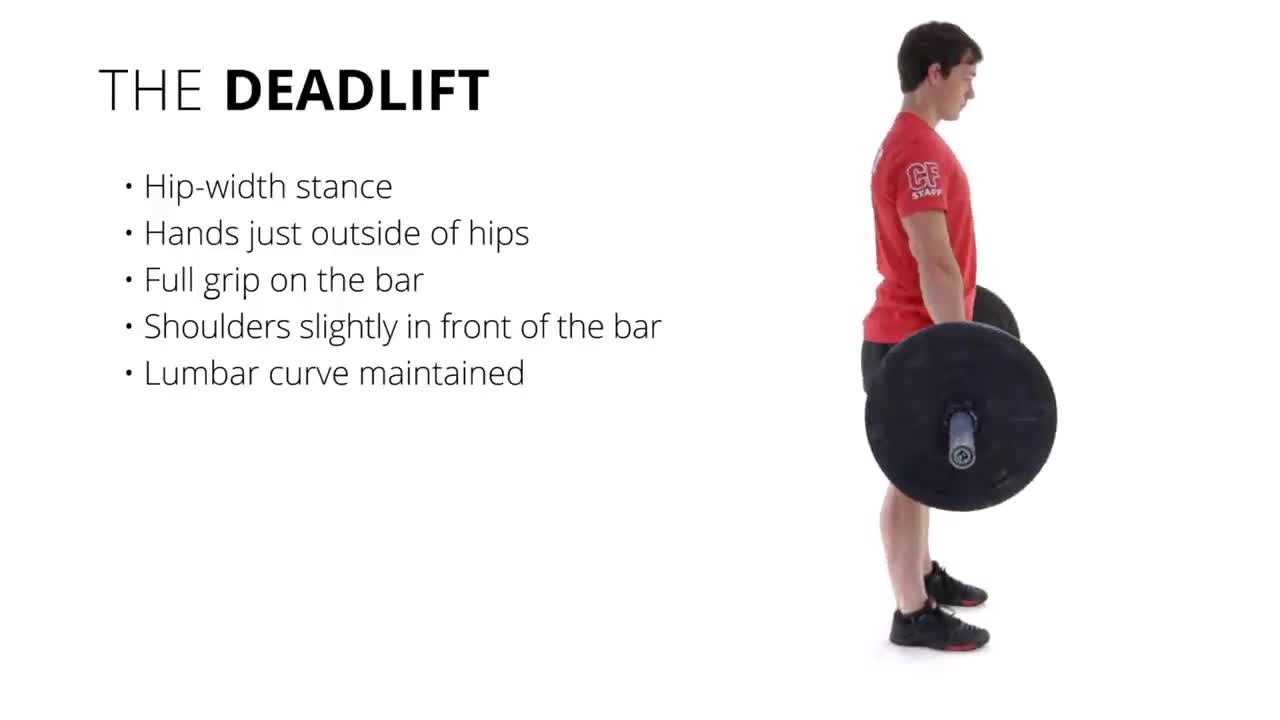 THE DEADLIFT
• Hip-width stance
• Hands just outside of hips
• Full grip on the bar
• Shoulders slightly in front of the bar
• Lumbar curve maintained
CF
STAFF